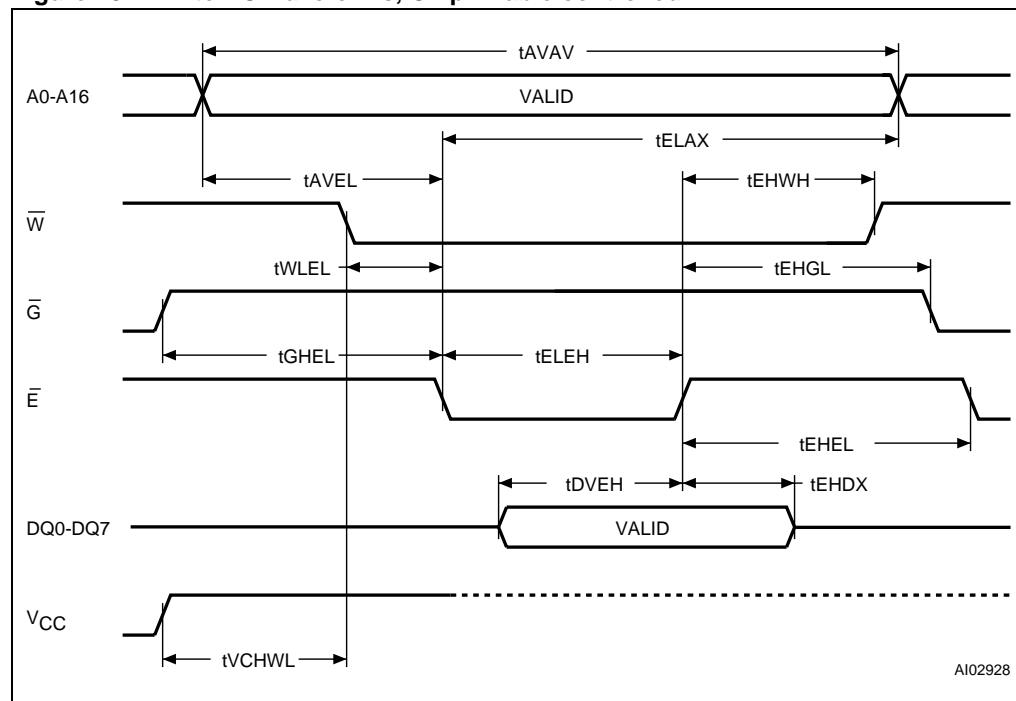 tAVAV
A0-A16
VALID
tELAX
tAVEL
tEHWH
W
tWLEL
tEHGL
G
tGHEL
tELEH
E
tEHEL
tDVEH
tEHDX
DQ0-DQ7
VALID
VCC
tVCHWL
AI02928